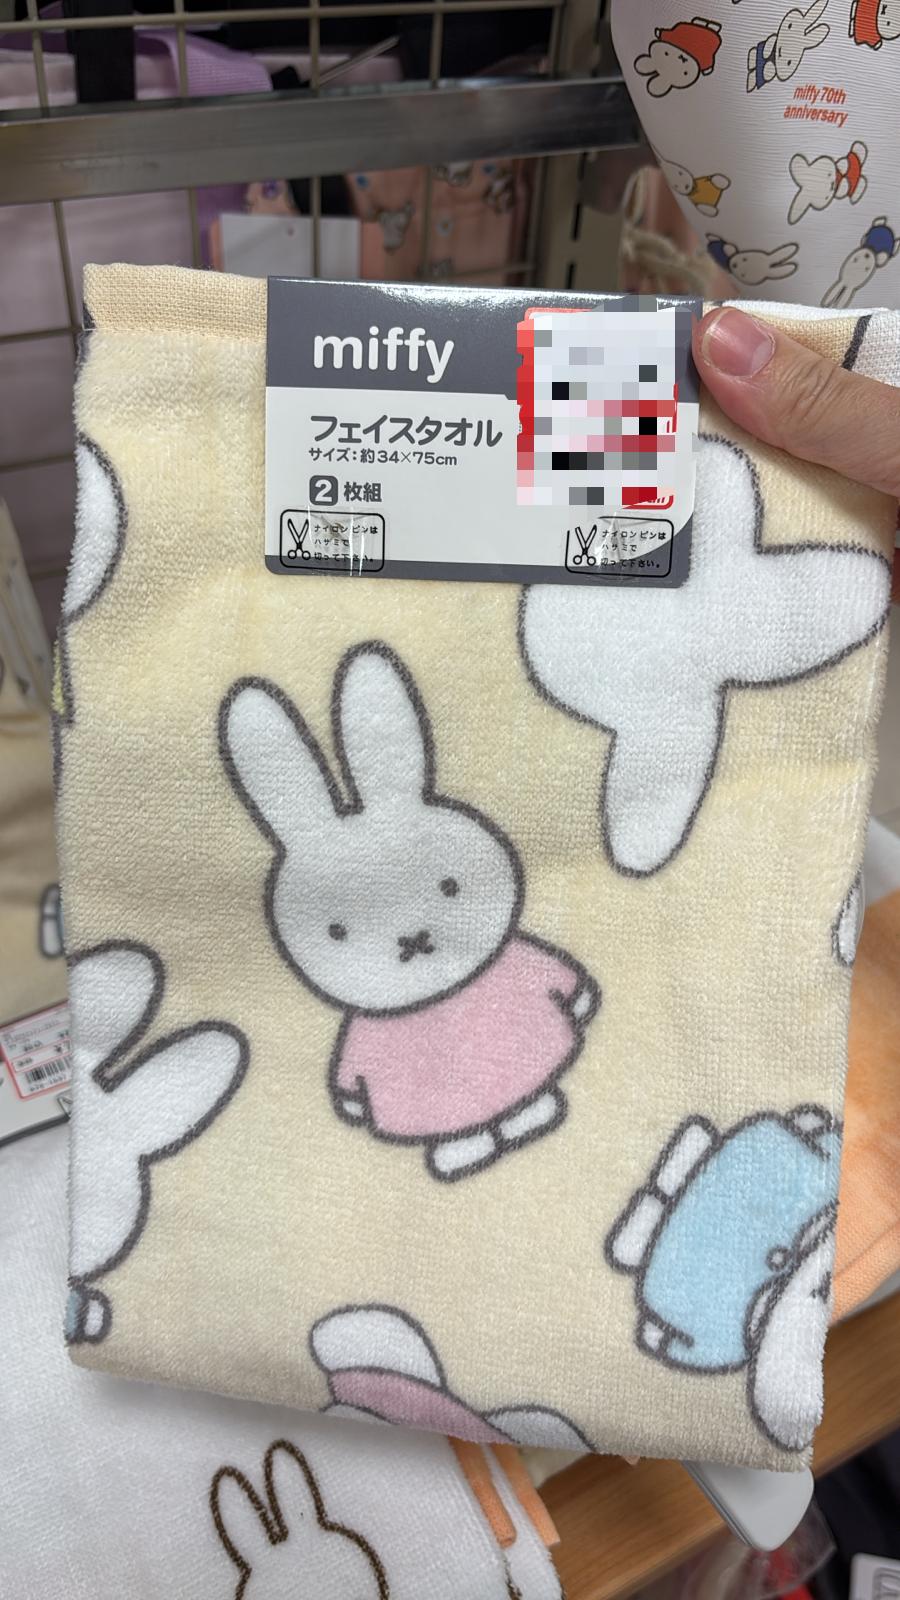 miffy 70th
anniversary
miffy
フェイスタオル
サイズ:約34×75cm
2枚組
ナイロンピンは
ハサミで
切って下さい。
ナイロンピンは
ハサミで
切って下さい。